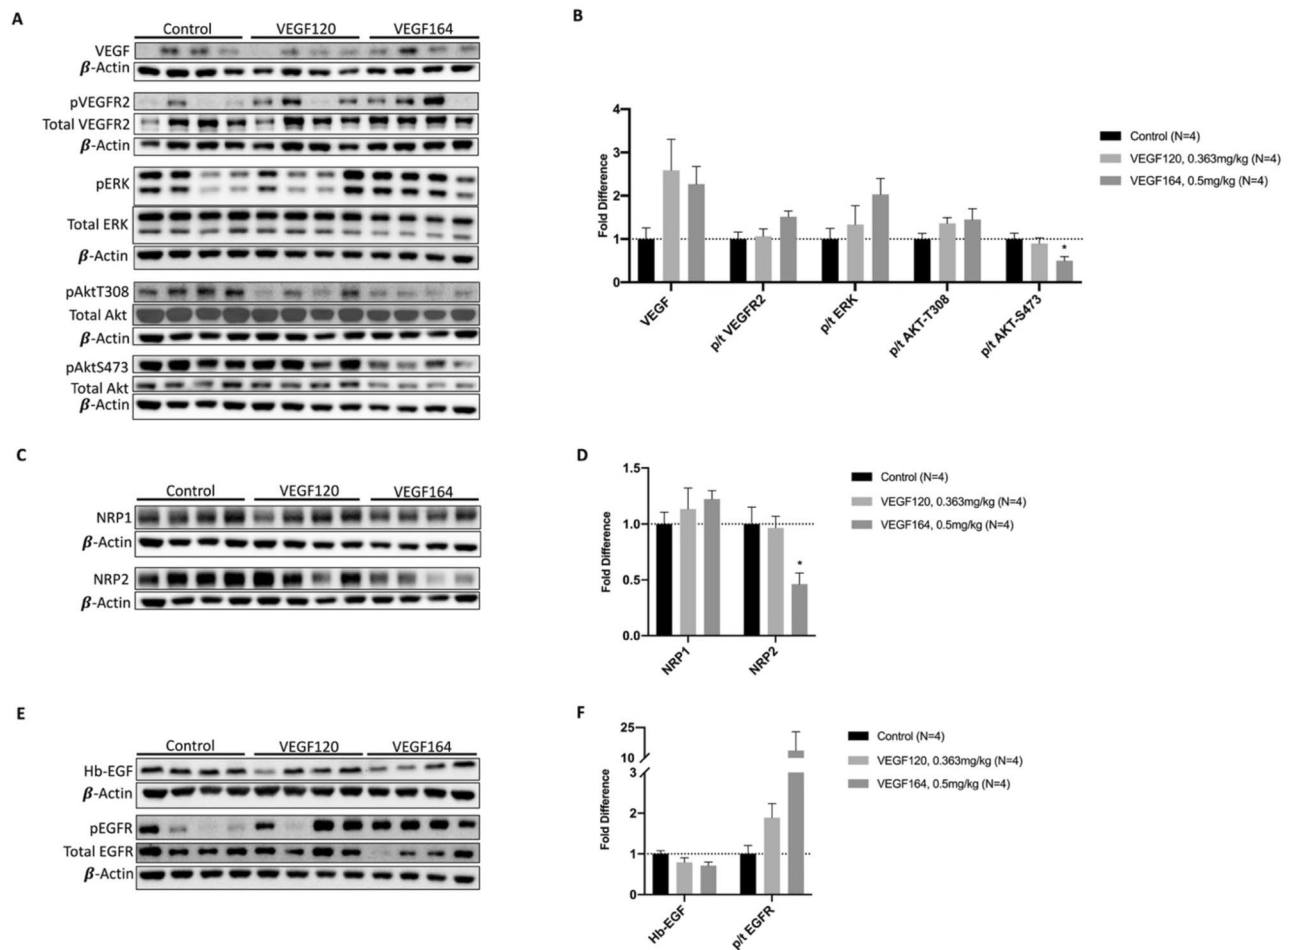 A
Control VEGF120 VEGF164
VEGF
β-Actin
pVEGFR2
Total VEGFR2
β-Actin
pERK
Total ERK
β-Actin
pAktT308
Total Akt
β-Actin
pAktS473
Total Akt
β-Actin
B
4
3
2
1
0
Fold Difference
*
VEGF
p/t VEGFR2
p/t ERK
p/t AKT-T308
p/t AKT-S473
Control (N=4)
VEGF120, 0.363mg/kg (N=4)
VEGF164, 0.5mg/kg (N=4)
C
Control VEGF120 VEGF164
NRP1
β-Actin
NRP2
β-Actin
D
1.5
1.0
0.5
0.0
Fold Difference
*
NRP1
NRP2
Control (N=4)
VEGF120, 0.363mg/kg (N=4)
VEGF164, 0.5mg/kg (N=4)
E
Control VEGF120 VEGF164
Hb-EGF
β-Actin
pEGFR
Total EGFR
β-Actin
F
25
10
3
2
1
0
Fold Difference
Hb-EGF
p/t EGFR
Control (N=4)
VEGF120, 0.363mg/kg (N=4)
VEGF164, 0.5mg/kg (N=4)